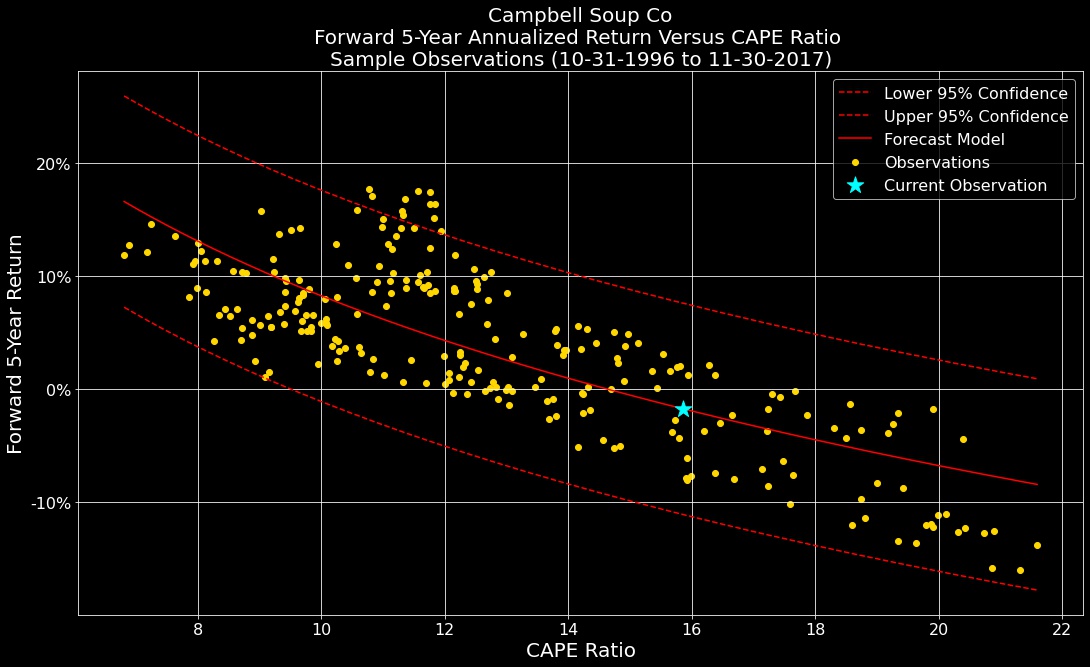 Campbell Soup Co
Forward 5-Year Annualized Return Versus CAPE Ratio
Sample Observations (10-31-1996 to 11-30-2017)
Lower 95% Confidence
Upper 95% Confidence
Forecast Model
Observations
Current Observation
Forward 5-Year Return
20%
10%
0%
-10%
8 10 12 14 16 18 20 22
CAPE Ratio